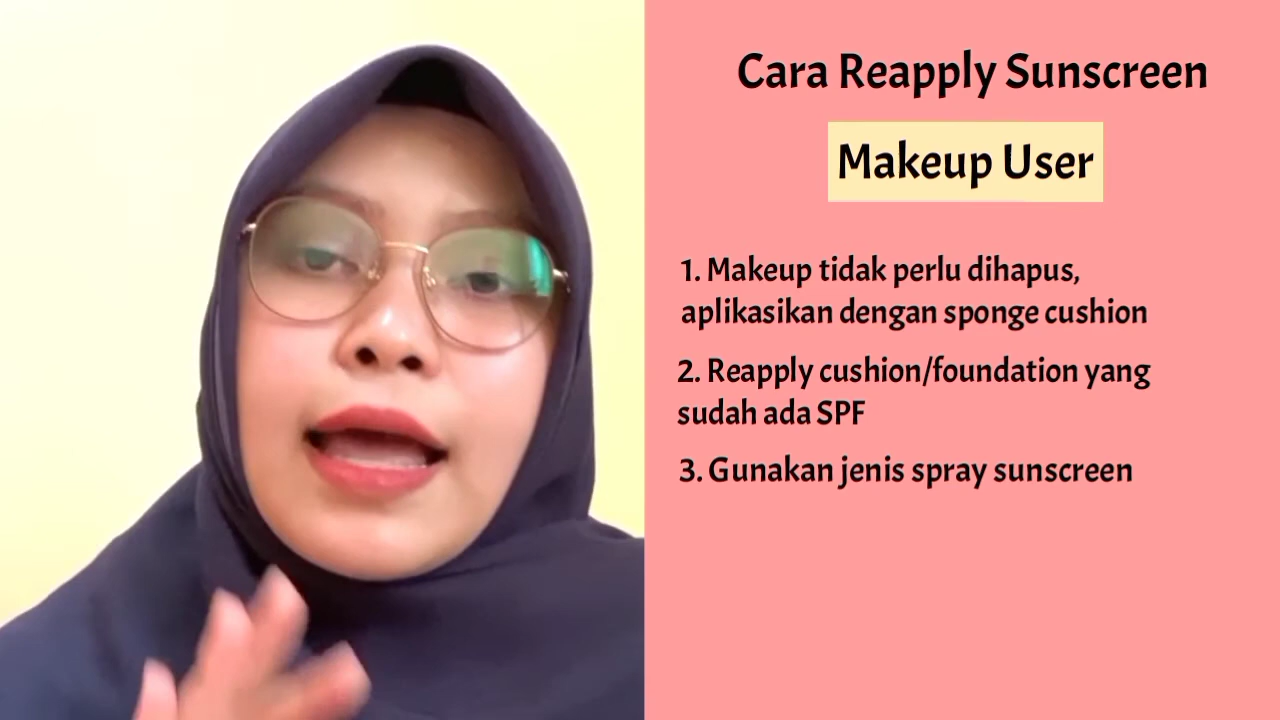 Cara Reapply Sunscreen
Makeup User
1. Makeup tidak perlu dihapus,
aplikasikan dengan sponge cushion
2. Reapply cushion/foundation yang
sudah ada SPF
3. Gunakan jenis spray sunscreen